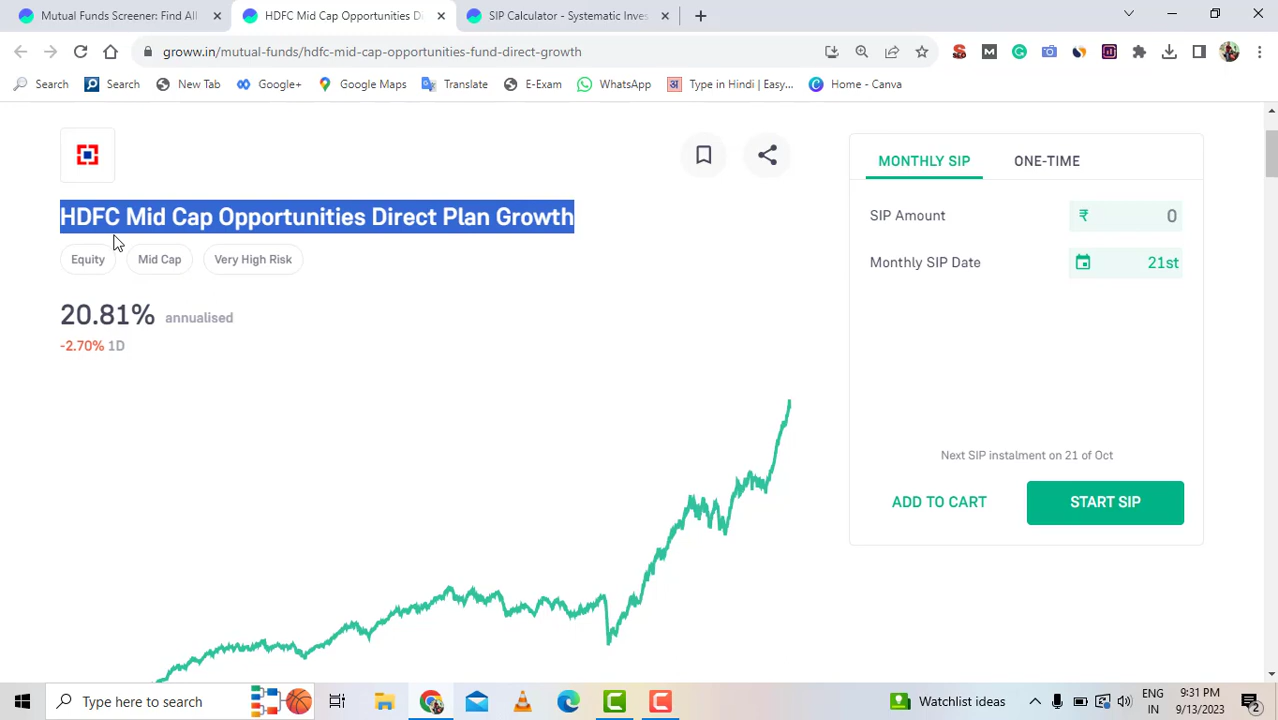 Mutual Funds Screener: Find All
HDFC Mid Cap Opportunities D
SIP Calculator - Systematic Inves
groww.in/mutual-funds/hdfc-mid-cap-opportunities-fund-direct-growth
Search
Search
New Tab
Google+
Google Maps
Translate
E-Exam
WhatsApp
Type in Hindi | Easy...
Home - Canva
MONTHLY SIP
ONE-TIME
HDFC Mid Cap Opportunities Direct Plan Growth
SIP Amount
₹ 0
Equity
Mid Cap
Very High Risk
Monthly SIP Date
21st
20.81% annualised
-2.70% 1D
Next SIP instalment on 21 of Oct
ADD TO CART
START SIP
Type here to search
Watchlist ideas
ENG
IN
9:31 PM
9/13/2023
2